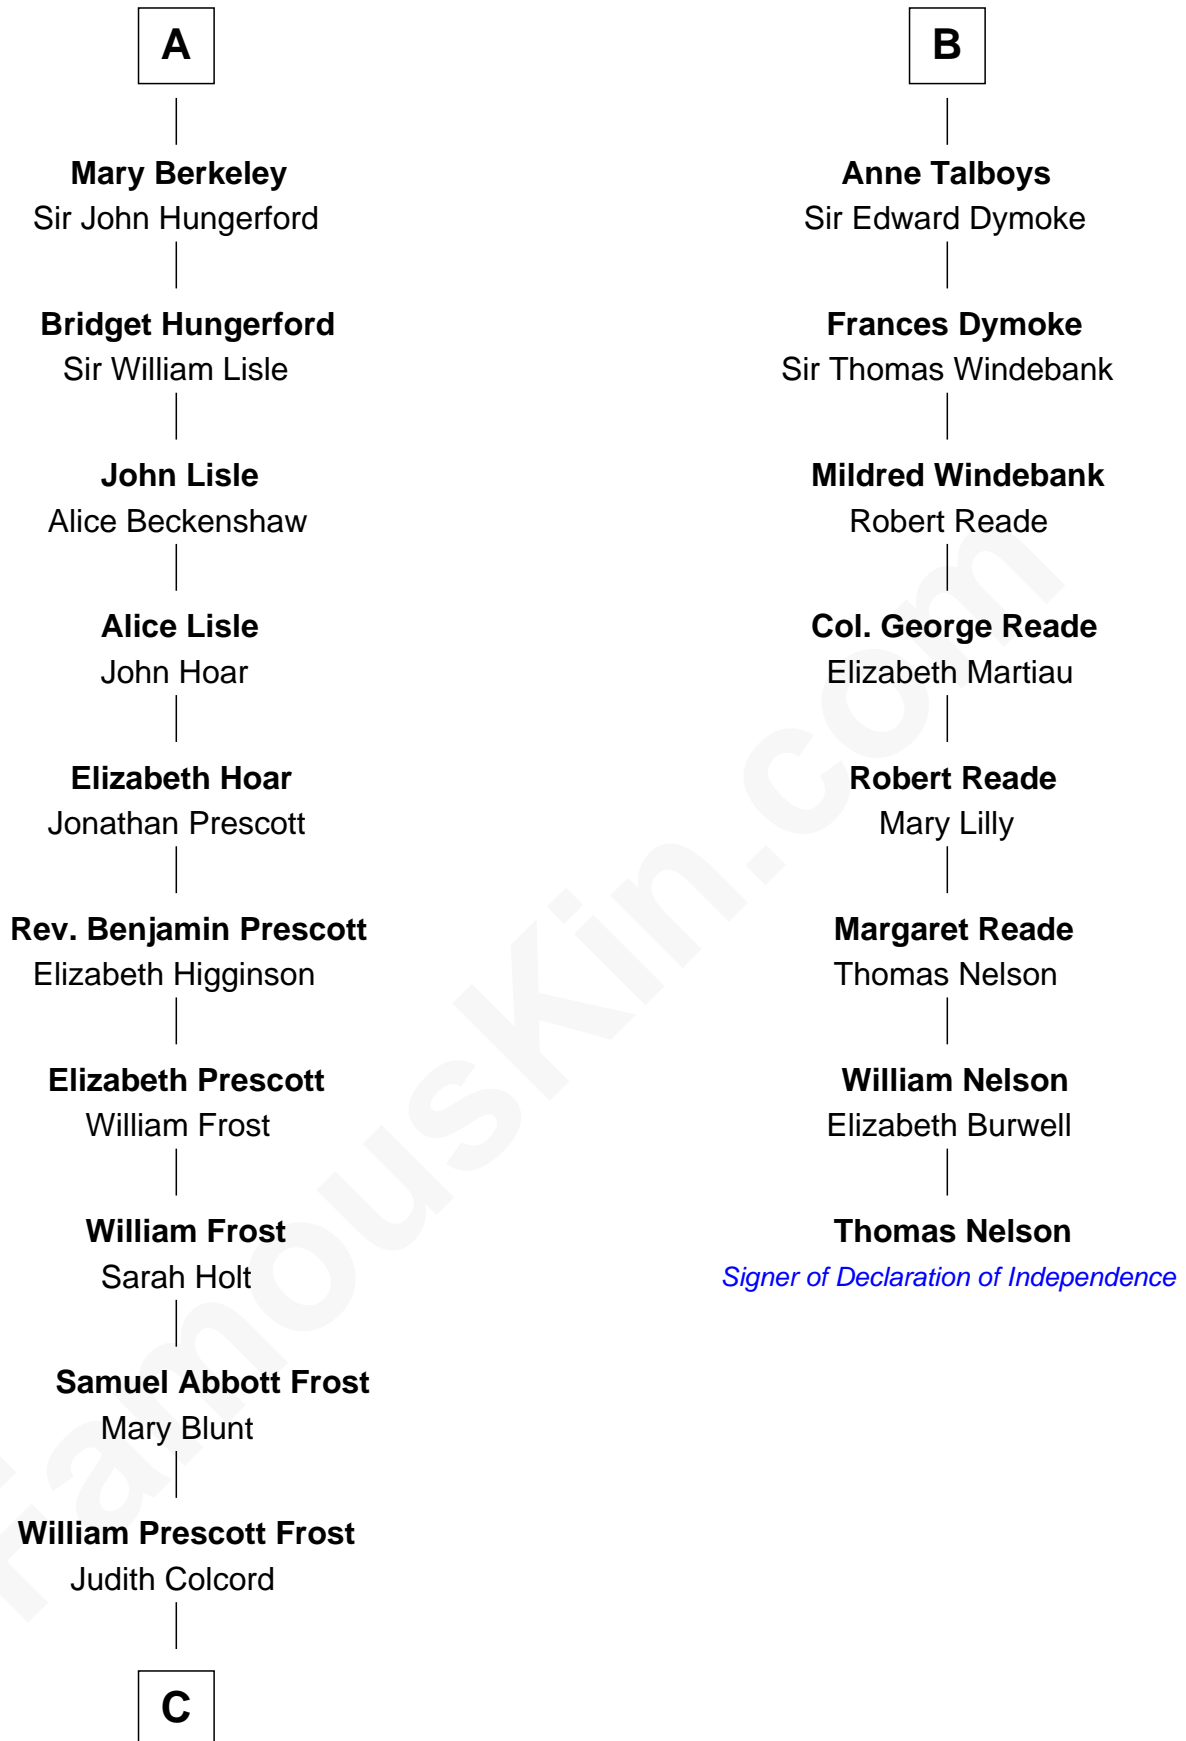 A
Mary Berkeley
Sir John Hungerford
Bridget Hungerford
Sir William Lisle
John Lisle
Alice Beckenshaw
Alice Lisle
John Hoar
Elizabeth Hoar
Jonathan Prescott
Rev. Benjamin Prescott
Elizabeth Higginson
Elizabeth Prescott
William Frost
William Frost
Sarah Holt
Samuel Abbott Frost
Mary Blunt
William Prescott Frost
Judith Colcord
C
B
Anne Talboys
Sir Edward Dymoke
Frances Dymoke
Sir Thomas Windebank
Mildred Windebank
Robert Reade
Col. George Reade
Elizabeth Martiau
Robert Reade
Mary Lilly
Margaret Reade
Thomas Nelson
William Nelson
Elizabeth Burwell
Thomas Nelson
Signer of Declaration of Independence
FamousKin.com